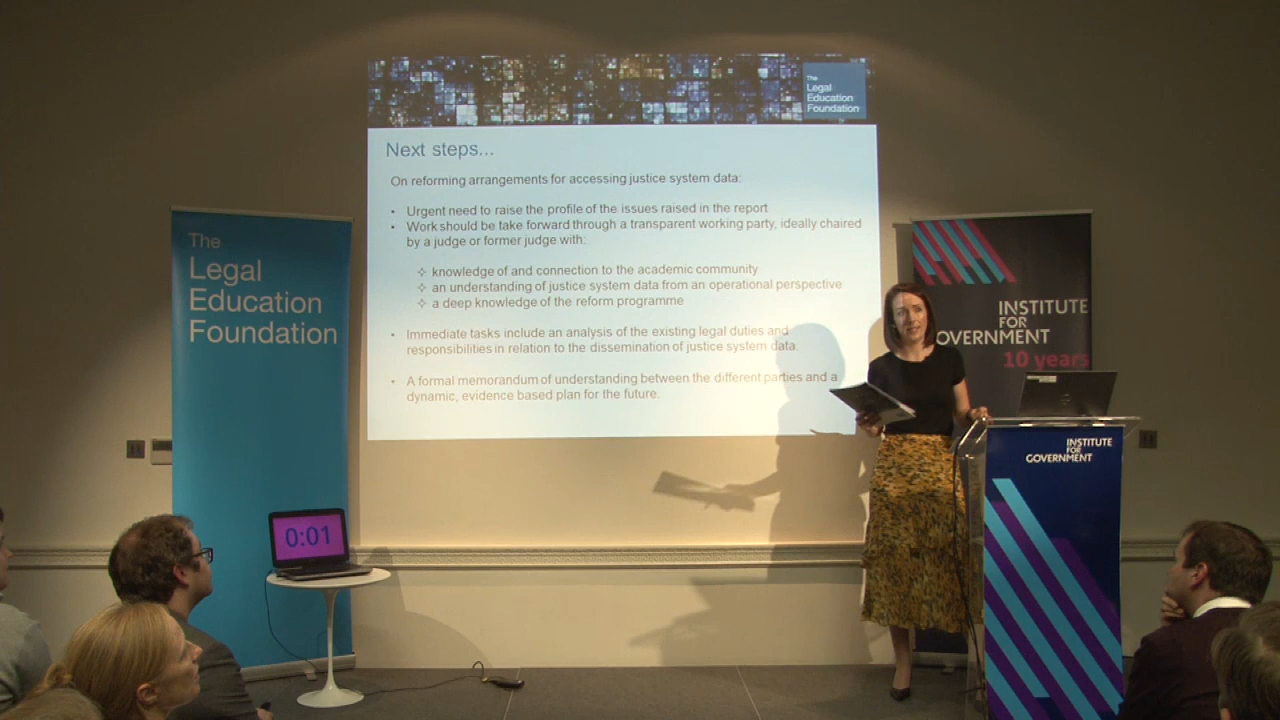 The
Legal
Education
Foundation
Next steps...
On reforming arrangements for accessing justice system data:
• Urgent need to raise the profile of the issues raised in the report
• Work should be take forward through a transparent working party, ideally chaired
by a judge or former judge with:
knowledge of and connection to the academic community
an understanding of justice system data from an operational perspective
a deep knowledge of the reform programme
• Immediate tasks include an analysis of the existing legal duties and
responsibilities in relation to the dissemination of justice system data.
• A formal memorandum of understanding between the different parties and a
dynamic, evidence based plan for the future.
The
Legal
Education
Foundation
0:01
INSTITUTE
FOR
OVERNMENT
10 years
INSTITUTE
FOR
GOVERNMENT